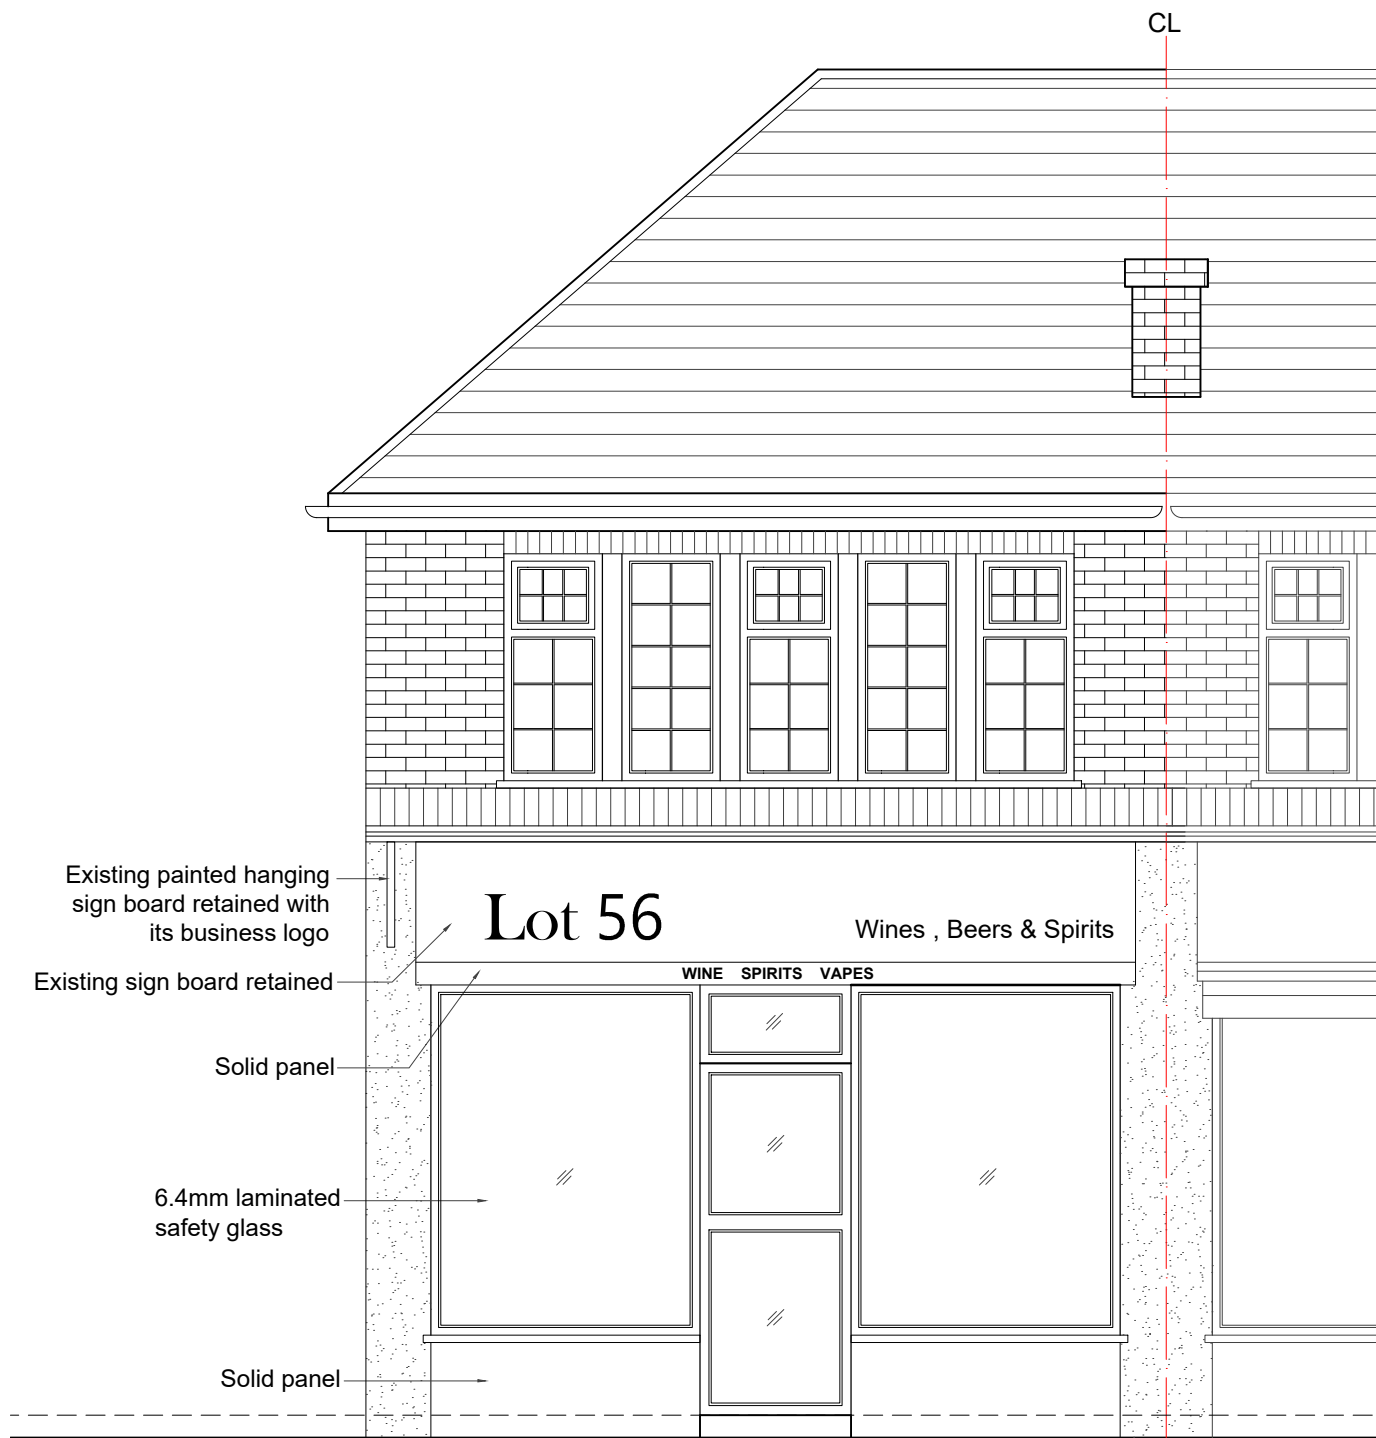 CL
Existing painted hanging
sign board retained with
its business logo
Lot 56
Wines , Beers & Spirits
Existing sign board retained
WINE SPIRITS VAPES
Solid panel
6.4mm laminated
safety glass
Solid panel